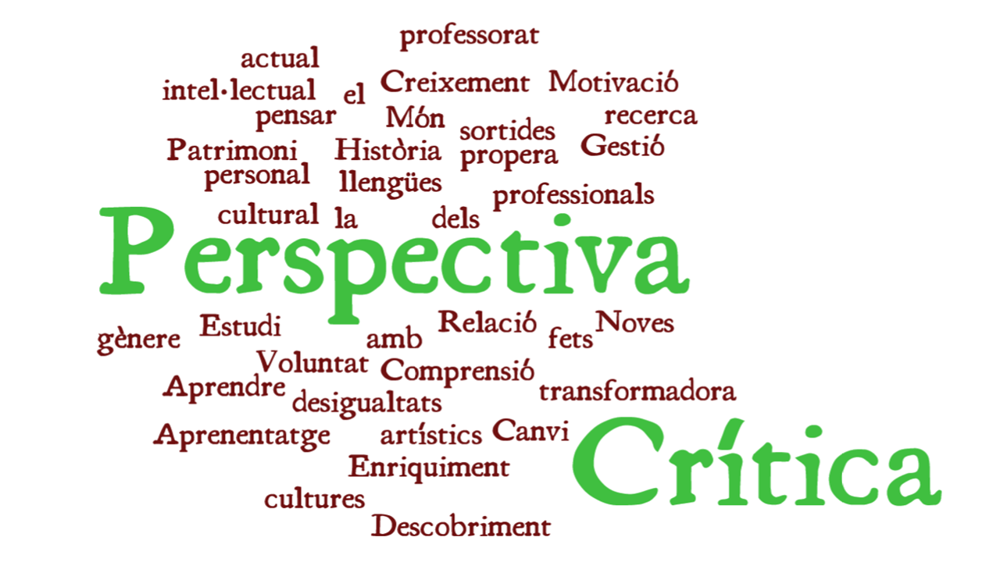 professorat
actual
intel·lectual el Creixement Motivació
pensar Món sortides recerca
Patrimoni Història propera Gestió
personal llengües professionals
cultural la dels
Perspectiva
gènere Estudi amb Relació fets Noves
Voluntat Comprensió
Aprendre desigualtats transformadora
Aprenentatge artístics Canvi
Crítica
Enriquiment
cultures
Descobriment